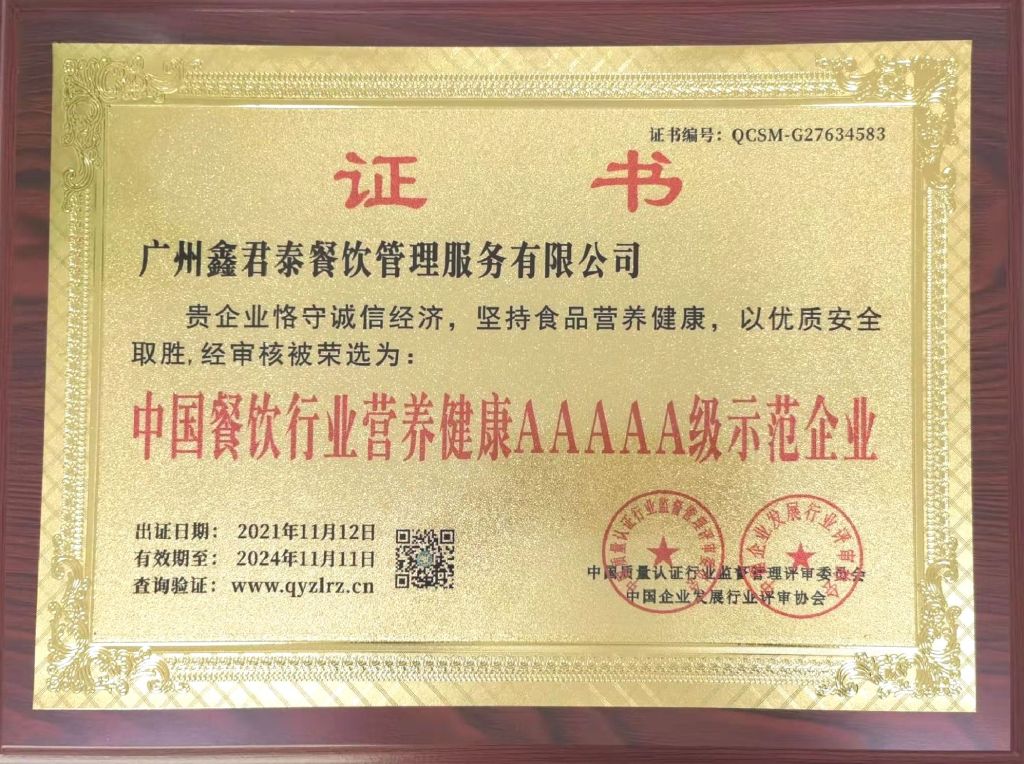 证书编号：QCSM-G27634583
证 书
广州鑫君泰餐饮管理服务有限公司
贵企业恪守诚信经济，坚持食品营养健康，以优质安全
取胜,经审核被荣选为：
中国餐饮行业营养健康AAAAA级示范企业
出证日期： 2021年11月12日
有效期至： 2024年11月11日
查询验证： www.qyzlrz.cn
中国质量认证行业监督管理评审委员会
中国企业发展行业评审协会